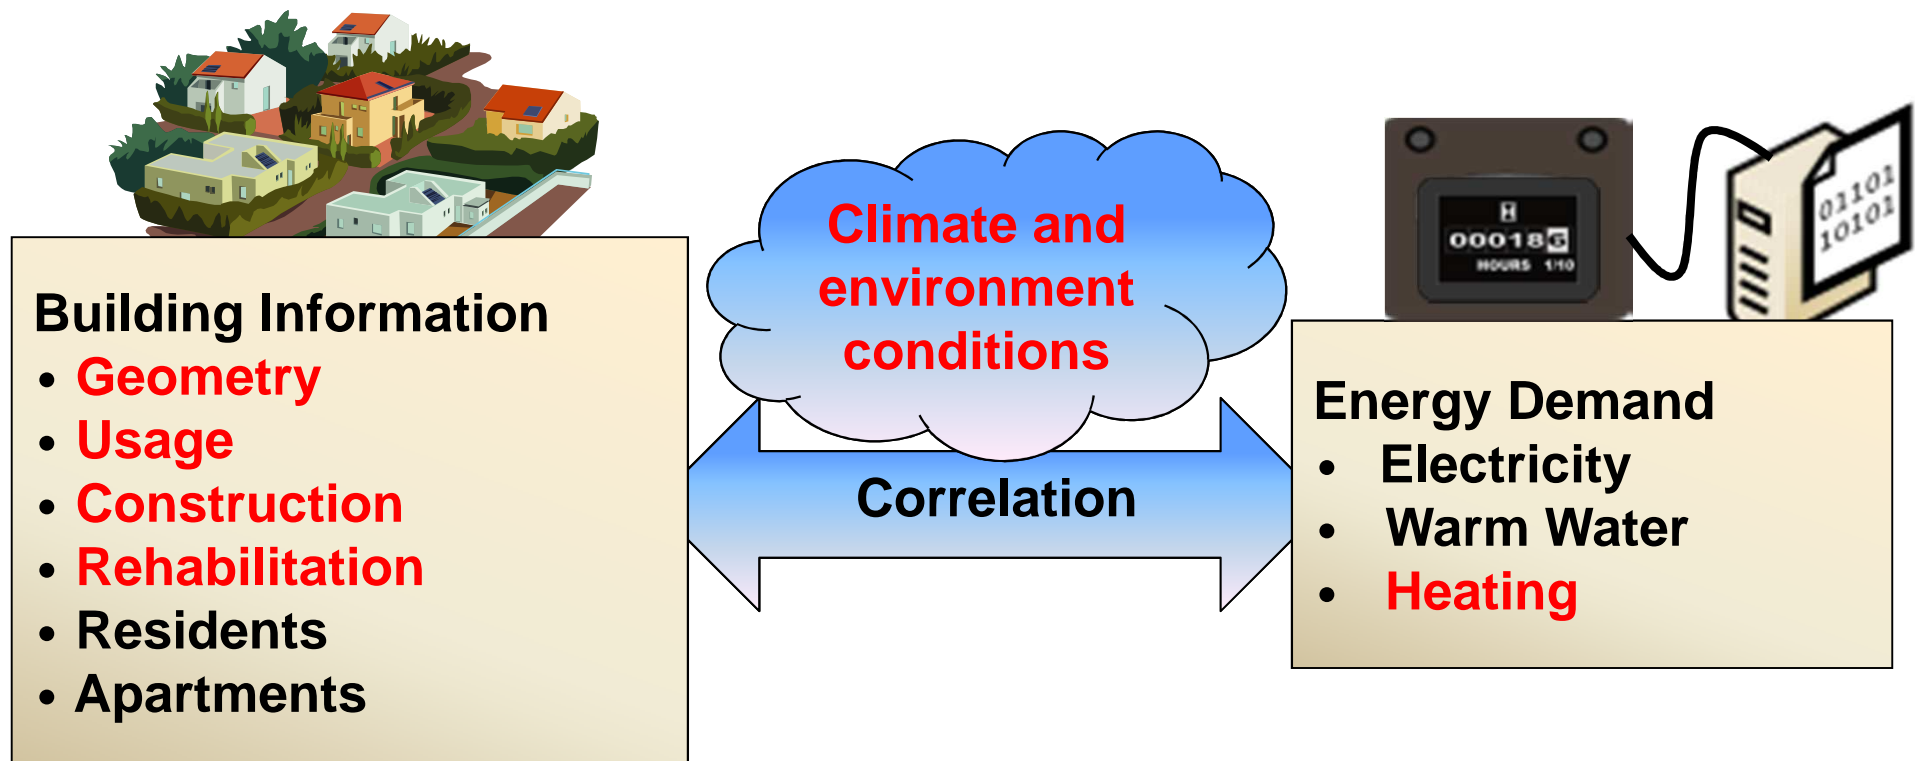 Building Information
• Geometry
• Usage
• Construction
• Rehabilitation
• Residents
• Apartments
Climate and
environment
conditions
Correlation
000186
HOURS 1/10
01101
10101
Energy Demand
• Electricity
• Warm Water
• Heating